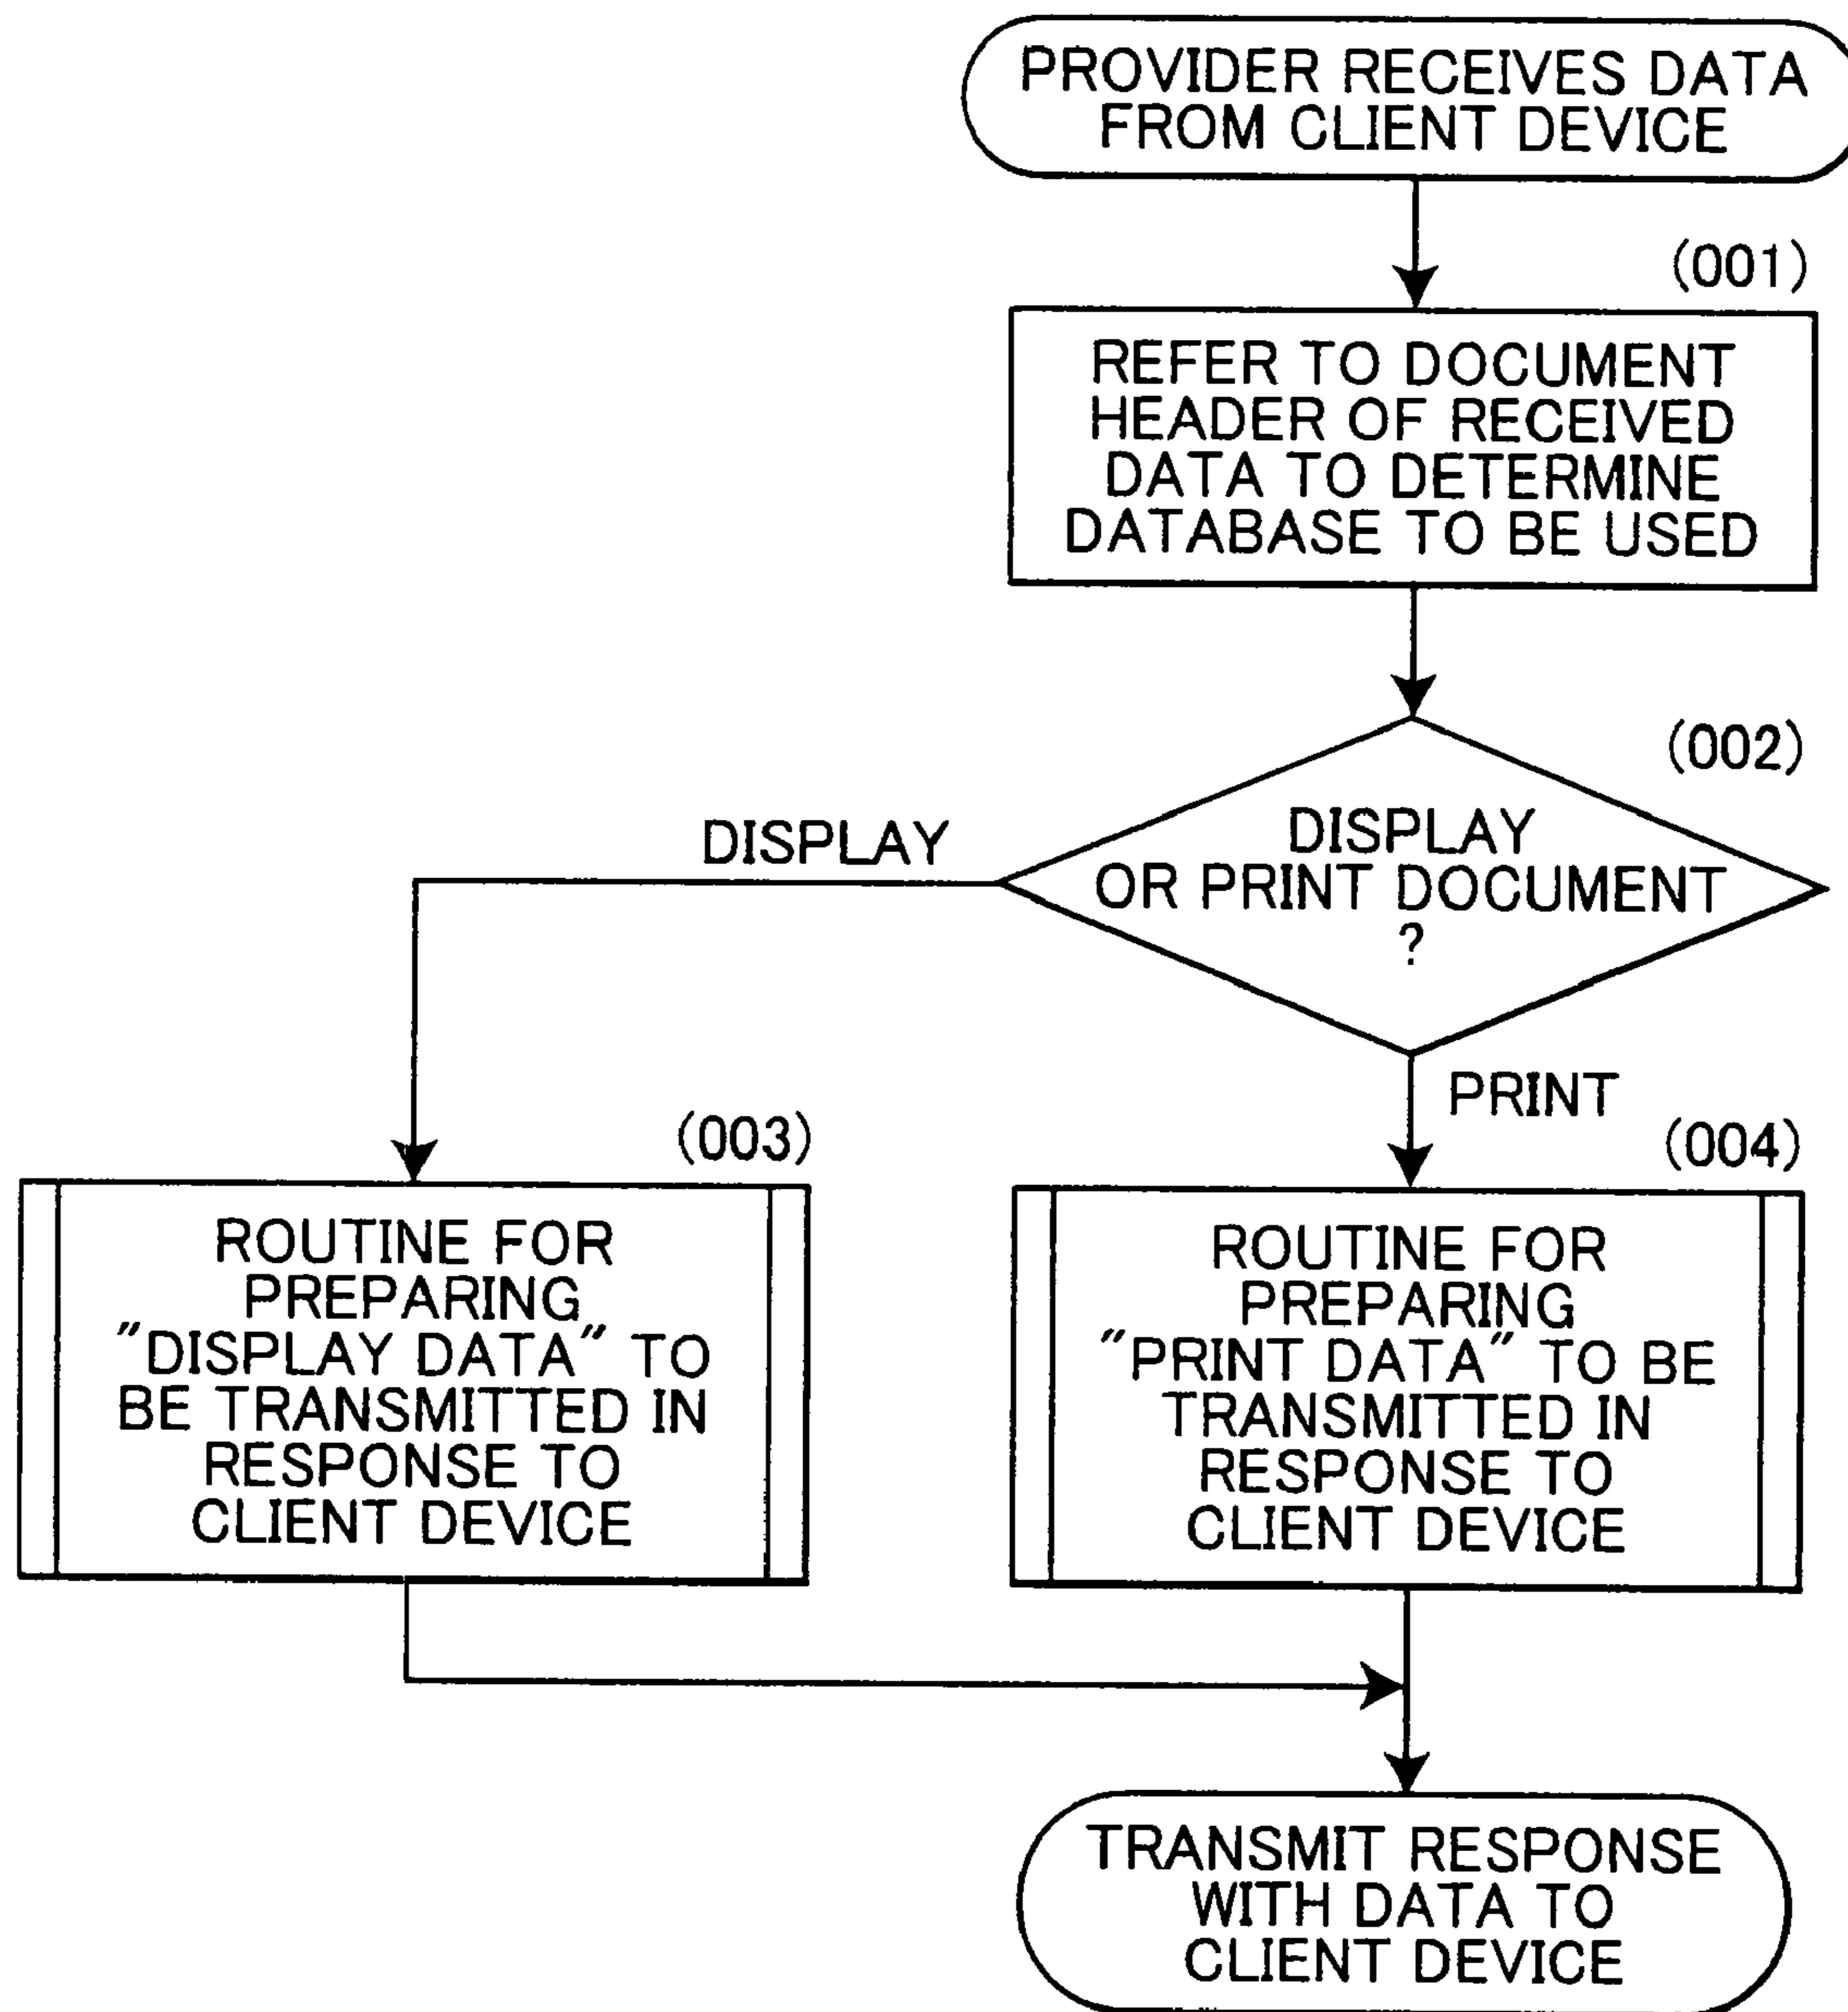 PROVIDER RECEIVES DATA
FROM CLIENT DEVICE
(001)
REFER TO DOCUMENT
HEADER OF RECEIVED
DATA TO DETERMINE
DATABASE TO BE USED
(002)
DISPLAY
OR PRINT DOCUMENT
?
DISPLAY
PRINT
(003)
ROUTINE FOR
PREPARING
"DISPLAY DATA" TO
BE TRANSMITTED IN
RESPONSE TO
CLIENT DEVICE
(004)
ROUTINE FOR
PREPARING
"PRINT DATA" TO BE
TRANSMITTED IN
RESPONSE TO
CLIENT DEVICE
TRANSMIT RESPONSE
WITH DATA TO
CLIENT DEVICE